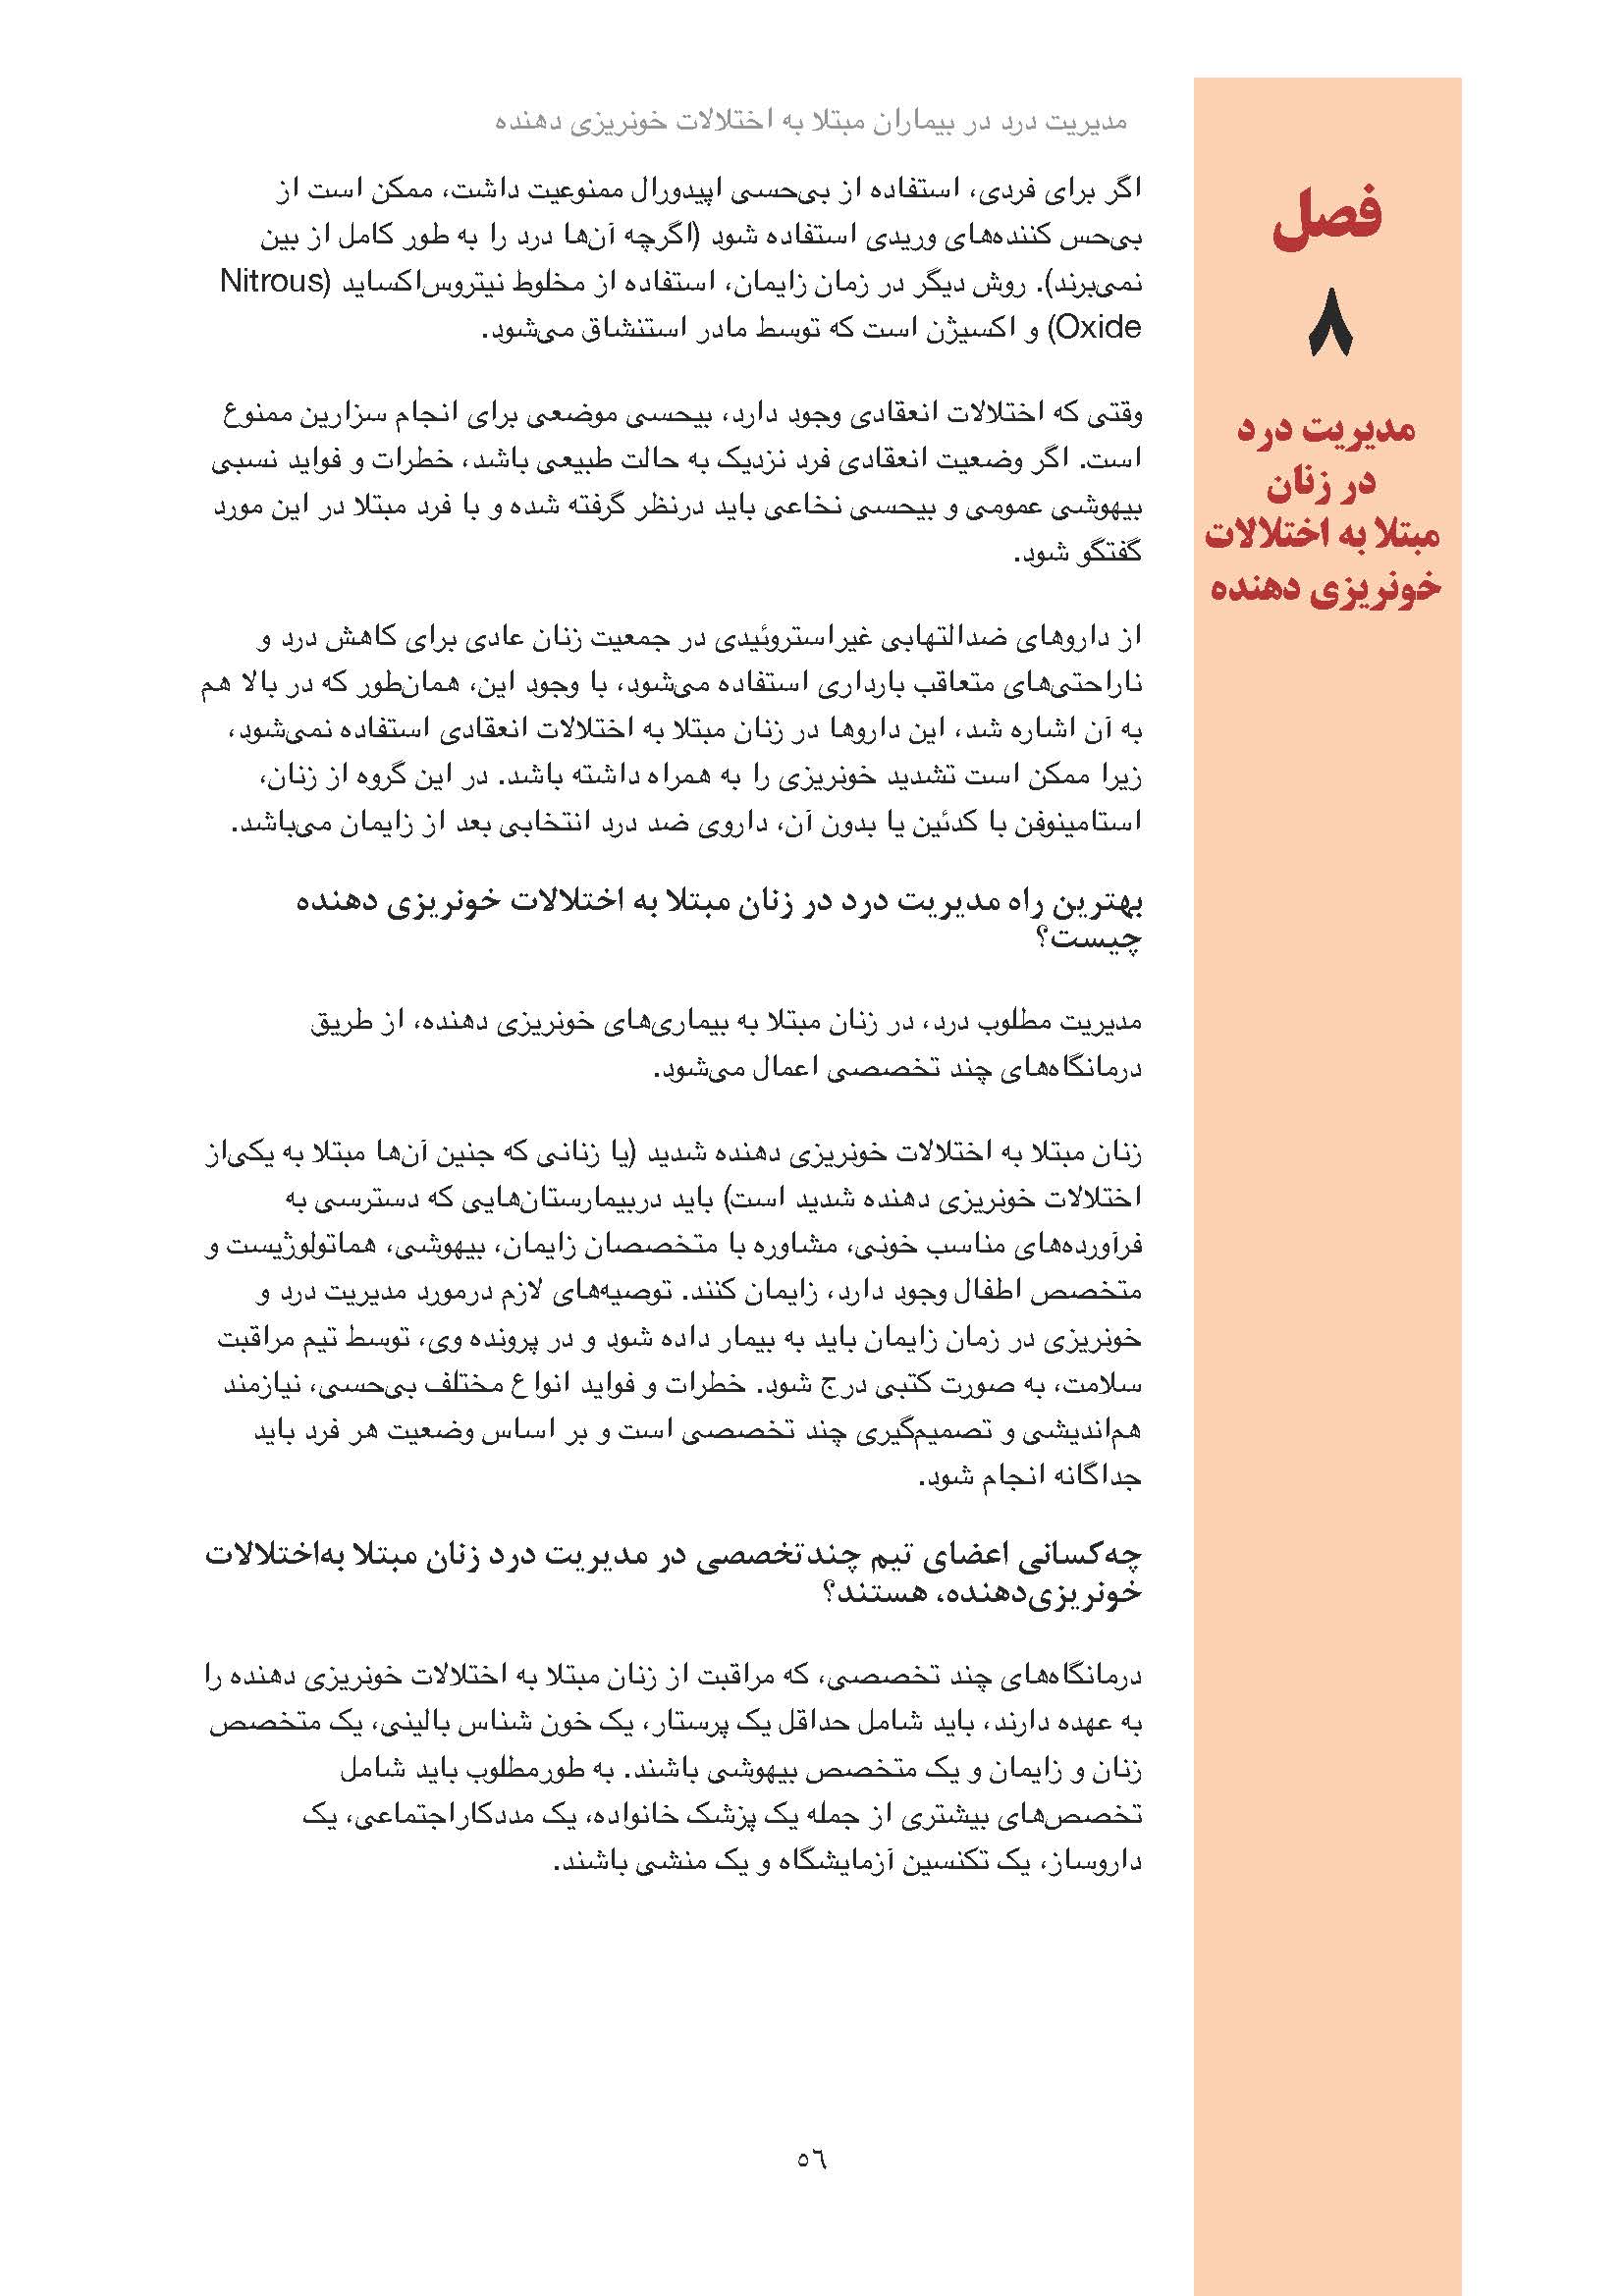 مدیریت درد در بیماران مبتلا به اختلالات خونریزی دهنده
فصل
۸
مدیریت درد
در زنان
مبتلا به اختلالات
خونریزی دهنده
اگر برای فردی، استفاده از بی‌حسی اپیدورال ممنوعیت داشت، ممکن است از
بی‌حس کننده‌های وریدی استفاده شود (اگرچه آن‌ها درد را به طور کامل از بین
نمی‌برند). روش دیگر در زمان زایمان، استفاده از مخلوط نیتروس‌اکساید (Nitrous
Oxide) و اکسیژن است که توسط مادر استنشاق می‌شود.
وقتی که اختلالات انعقادی وجود دارد، بیحسی موضعی برای انجام سزارین ممنوع
است. اگر وضعیت انعقادی فرد نزدیک به حالت طبیعی باشد، خطرات و فواید نسبی
بیهوشی عمومی و بیحسی نخاعی باید درنظر گرفته شده و با فرد مبتلا در این مورد
گفتگو شود.
از داروهای ضدالتهابی غیراستروئیدی در جمعیت زنان عادی برای کاهش درد و
ناراحتی‌های متعاقب بارداری استفاده می‌شود، با وجود این، همان‌طور که در بالا هم
به آن اشاره شد، این داروها در زنان مبتلا به اختلالات انعقادی استفاده نمی‌شود،
زیرا ممکن است تشدید خونریزی را به همراه داشته باشد. در این گروه از زنان،
استامینوفن با کدئین یا بدون آن، داروی ضد درد انتخابی بعد از زایمان می‌باشد.
بهترین راه مدیریت درد در زنان مبتلا به اختلالات خونریزی دهنده
چیست؟
مدیریت مطلوب درد، در زنان مبتلا به بیماری‌های خونریزی دهنده، از طریق
درمانگاه‌های چند تخصصی اعمال می‌شود.
زنان مبتلا به اختلالات خونریزی دهنده شدید (یا زنانی که جنین آن‌ها مبتلا به یکی‌از
اختلالات خونریزی دهنده شدید است) باید دربیمارستان‌هایی که دسترسی به
فرآورده‌های مناسب خونی، مشاوره با متخصصان زایمان، بیهوشی، هماتولوژیست و
متخصص اطفال وجود دارد، زایمان کنند. توصیه‌های لازم درمورد مدیریت درد و
خونریزی در زمان زایمان باید به بیمار داده شود و در پرونده وی، توسط تیم مراقبت
سلامت، به صورت کتبی درج شود. خطرات و فواید انواع مختلف بی‌حسی، نیازمند
هم‌اندیشی و تصمیم‌گیری چند تخصصی است و بر اساس وضعیت هر فرد باید
جداگانه انجام شود.
چه‌کسانی اعضای تیم چندتخصصی در مدیریت درد زنان مبتلا به‌اختلالات
خونریزی‌دهنده، هستند؟
درمانگاه‌های چند تخصصی، که مراقبت از زنان مبتلا به اختلالات خونریزی دهنده را
به عهده دارند، باید شامل حداقل یک پرستار، یک خون شناس بالینی، یک متخصص
زنان و زایمان و یک متخصص بیهوشی باشند. به طورمطلوب باید شامل
تخصص‌های بیشتری از جمله یک پزشک خانواده، یک مددکاراجتماعی، یک
داروساز، یک تکنسین آزمایشگاه و یک منشی باشند.
٥٦